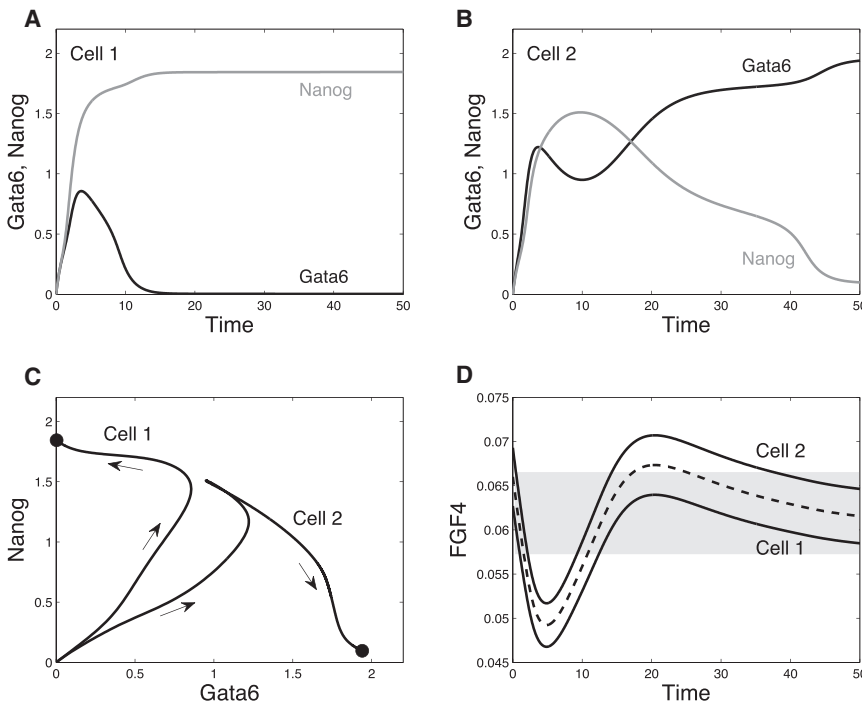 A
Cell 1
Nanog
Gata6
Gata6, Nanog
2
1.5
1
0.5
0
0 10 20 30 40 50
Time
B
Cell 2
Gata6
Nanog
Gata6, Nanog
2
1.5
1
0.5
0
0 10 20 30 40 50
Time
C
Cell 1
Cell 2
Nanog
2
1.5
1
0.5
0
0 0.5 1 1.5 2
Gata6
D
Cell 2
Cell 1
FGF4
0.075
0.07
0.065
0.06
0.055
0.05
0.045
0 10 20 30 40 50
Time